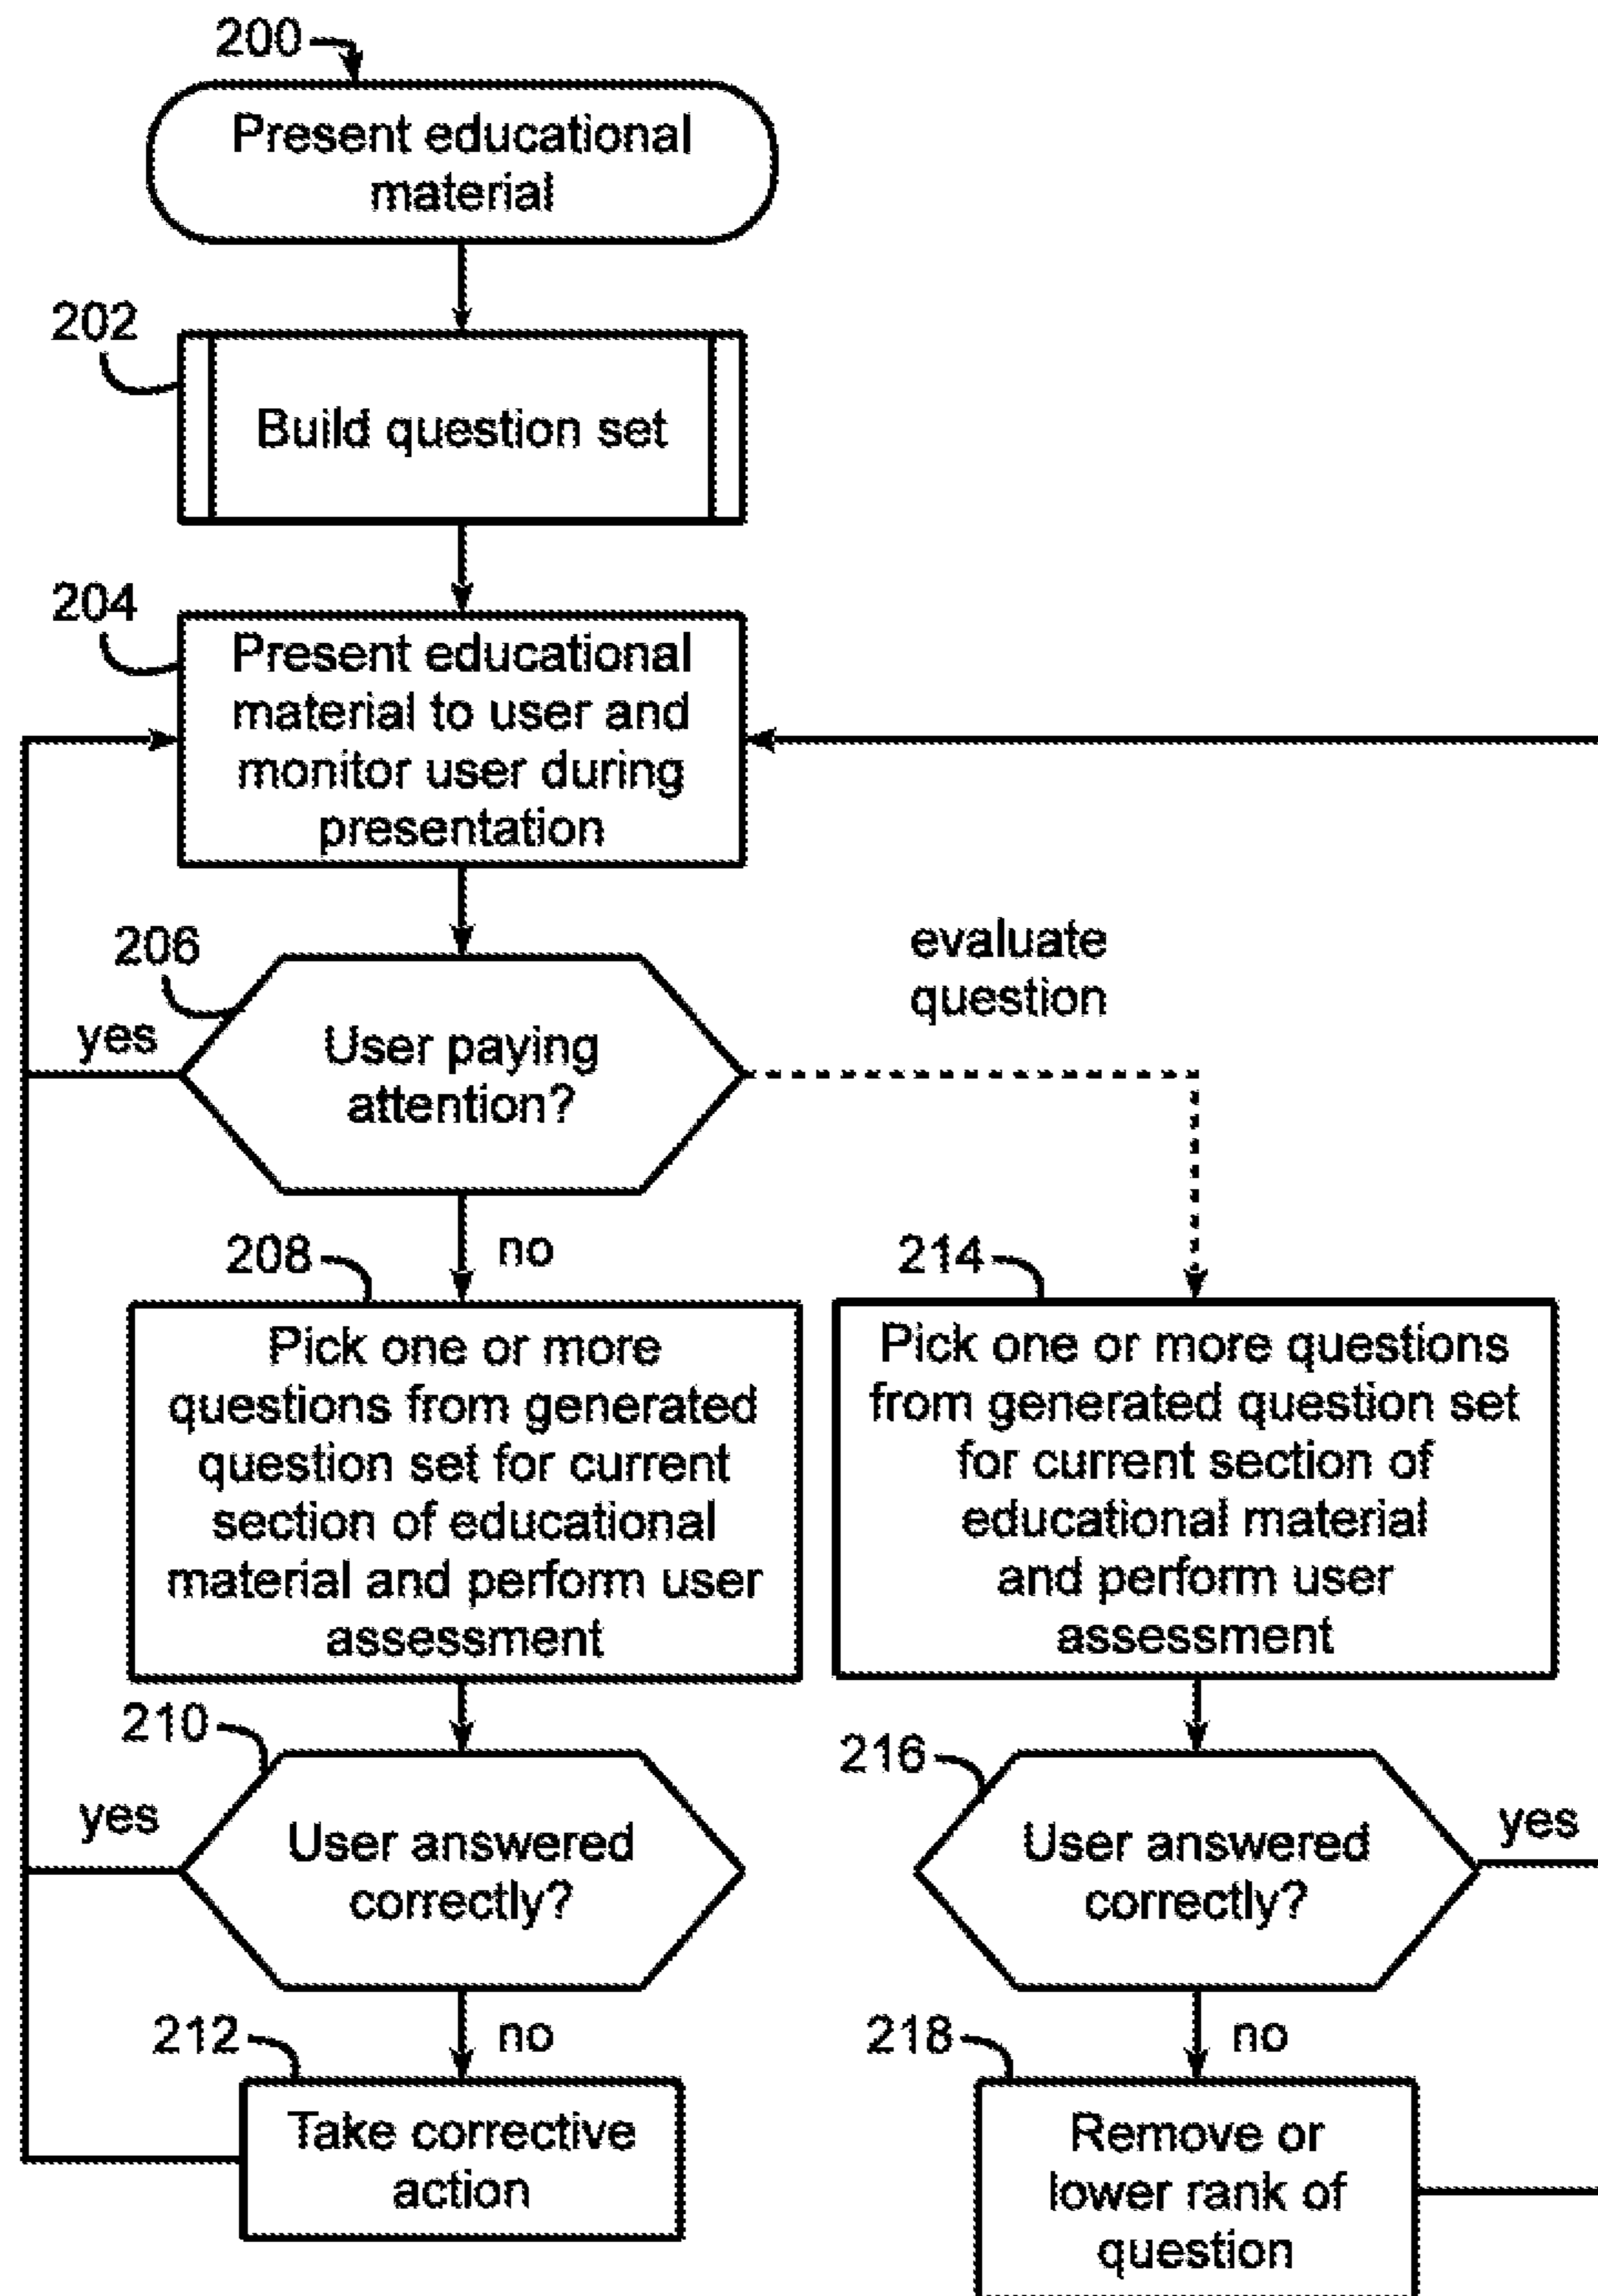 200
Present educational
material
202
Build question set
204
Present educational
material to user and
monitor user during
presentation
206
yes
User paying
attention?
evaluate
question
no
208
Pick one or more
questions from generated
question set for current
section of educational
material and perform user
assessment
214
Pick one or more questions
from generated question set
for current section of
educational material
and perform user
assessment
210
yes
User answered
correctly?
216
User answered
correctly?
yes
212
no
Take corrective
action
218
no
Remove or
lower rank of
question